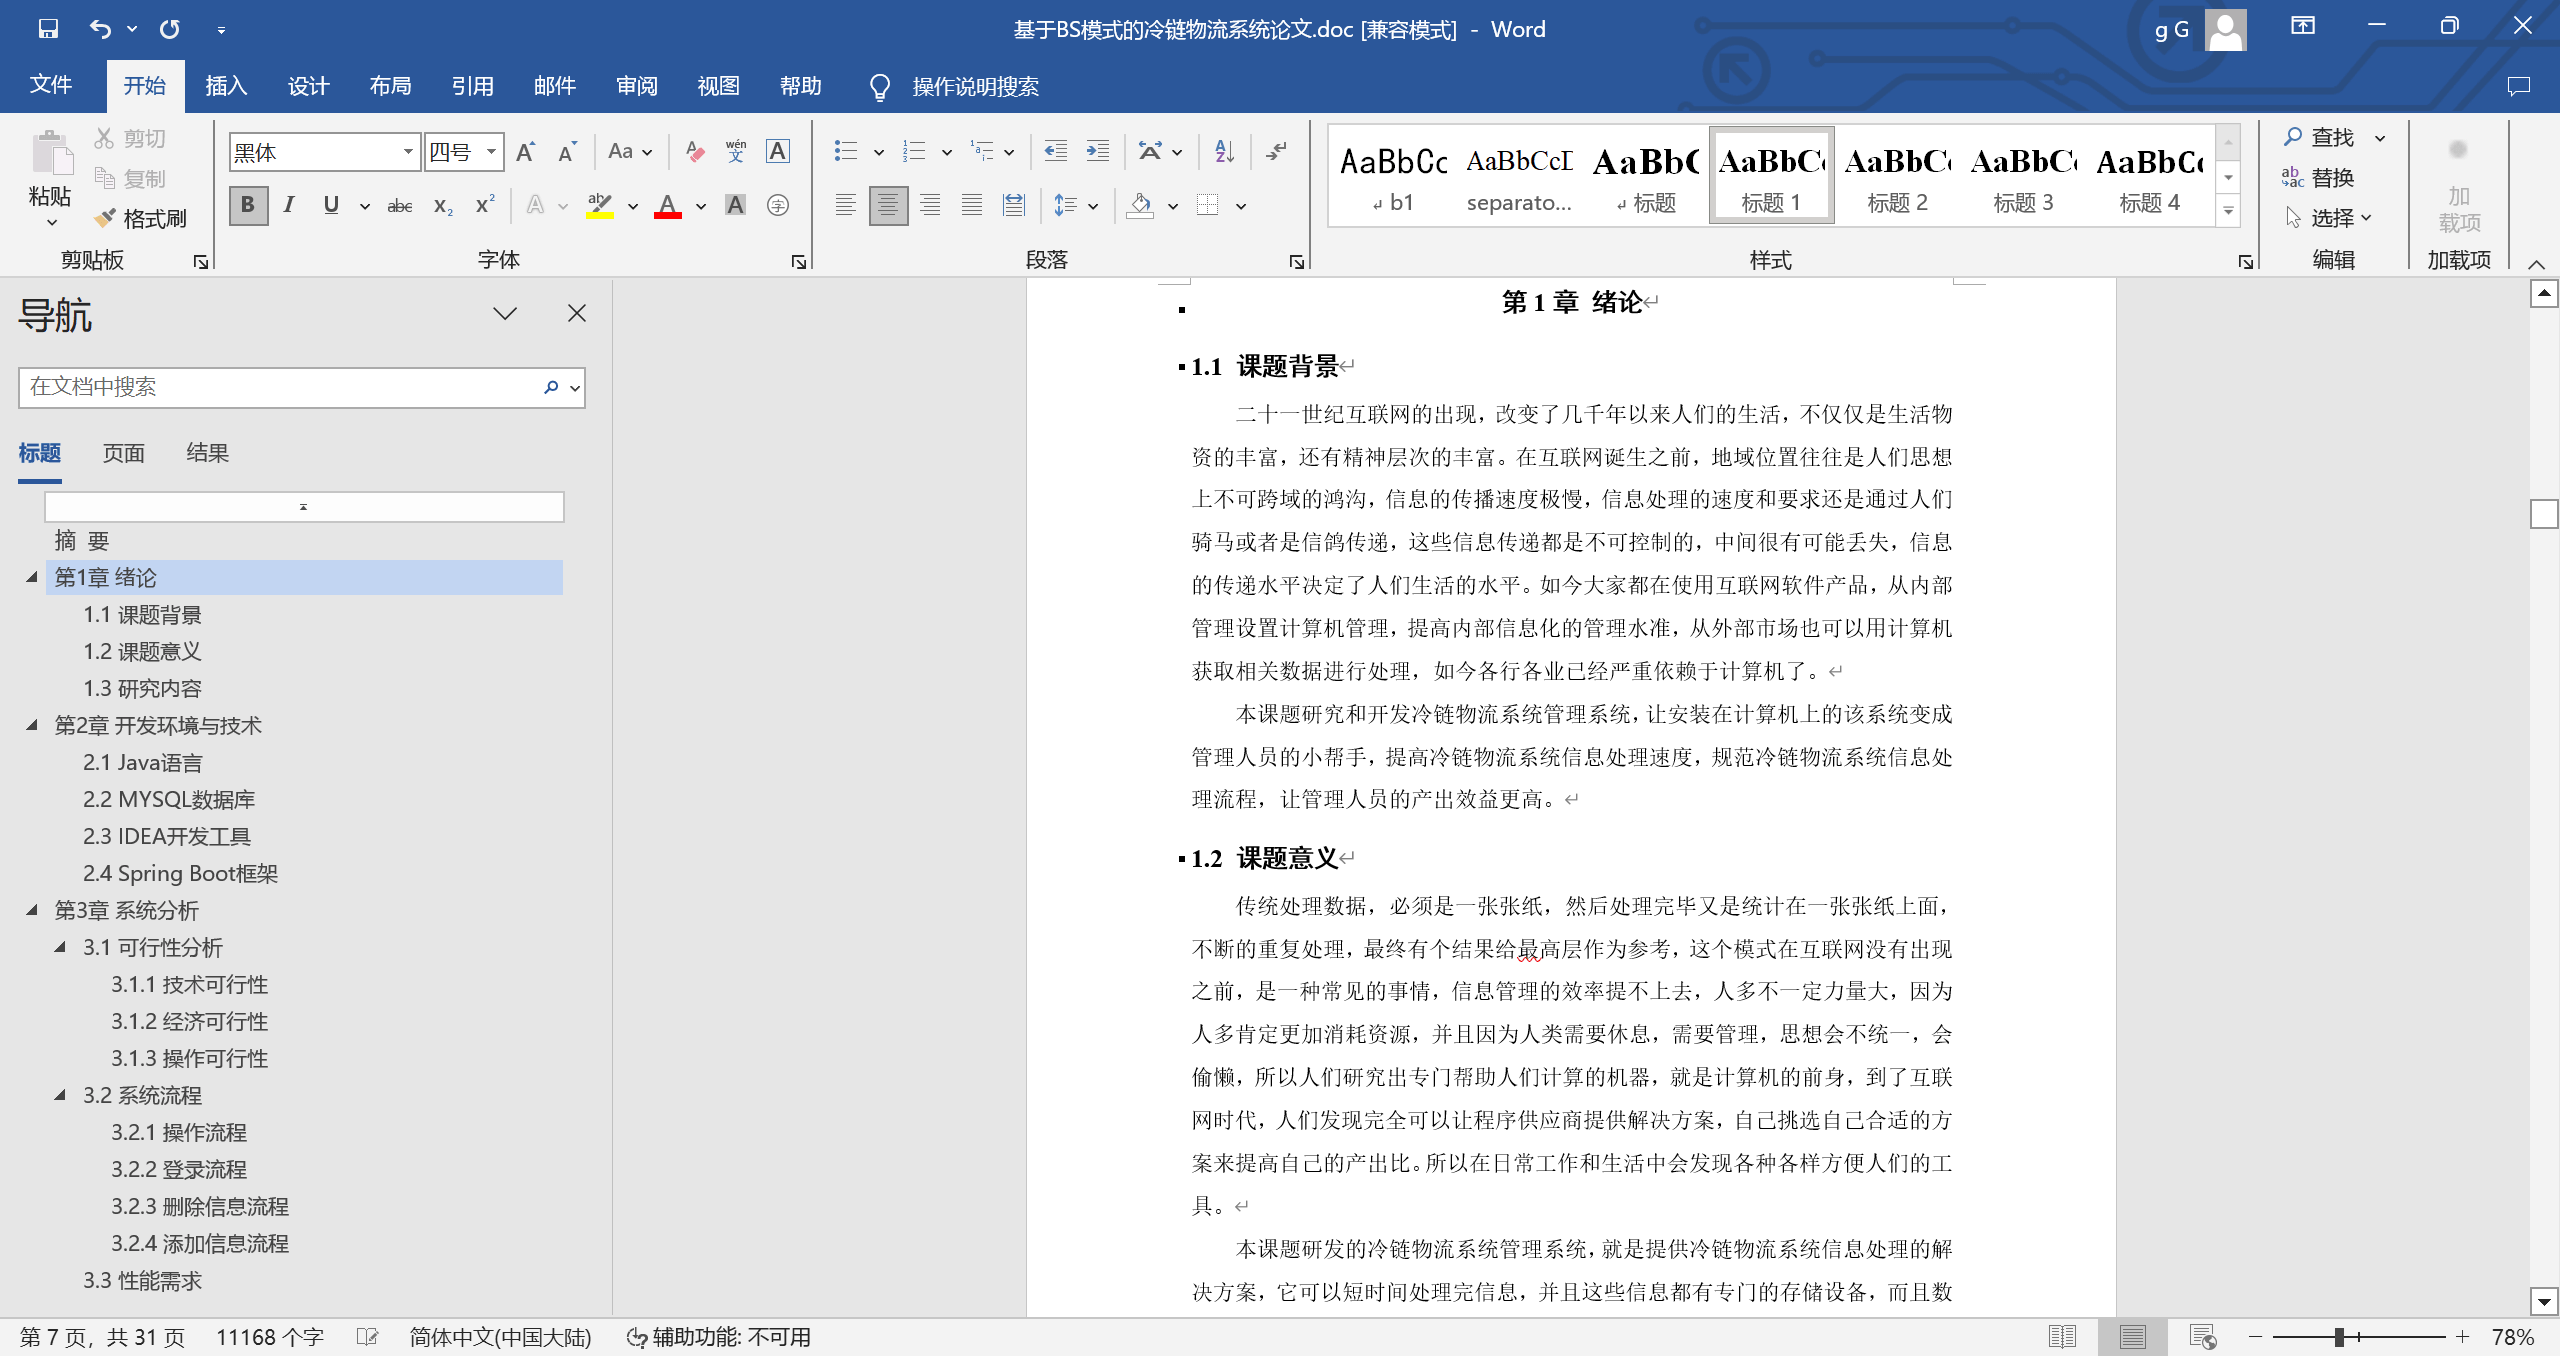 基于BS模式的冷链物流系统论文.doc [兼容模式] - Word
g G
文件 开始 插入 设计 布局 引用 邮件 审阅 视图 帮助 操作说明搜索
粘贴
剪切
复制
格式刷
剪贴板
黑体 四号 A A Aa wén 文 A
B I U abc X₂ X² A ab A A 字
字体
段落
AaBbCc AaBbCcD AaBbC AaBbCc AaBbCc AaBbCc AaBbCc
↲ b1 separato... ↲ 标题 标题 1 标题 2 标题 3 标题 4
样式
查找
替换
选择
编辑
加
载项
加载项
导航
在文档中搜索
标题 页面 结果
摘 要
第1章 绪论
1.1 课题背景
1.2 课题意义
1.3 研究内容
第2章 开发环境与技术
2.1 Java语言
2.2 MYSQL数据库
2.3 IDEA开发工具
2.4 Spring Boot框架
第3章 系统分析
3.1 可行性分析
3.1.1 技术可行性
3.1.2 经济可行性
3.1.3 操作可行性
3.2 系统流程
3.2.1 操作流程
3.2.2 登录流程
3.2.3 删除信息流程
3.2.4 添加信息流程
3.3 性能需求
第 1 章 绪论
1.1 课题背景
二十一世纪互联网的出现，改变了几千年以来人们的生活，不仅仅是生活物
资的丰富，还有精神层次的丰富。在互联网诞生之前，地域位置往往是人们思想
上不可跨域的鸿沟，信息的传播速度极慢，信息处理的速度和要求还是通过人们
骑马或者是信鸽传递，这些信息传递都是不可控制的，中间很有可能丢失，信息
的传递水平决定了人们生活的水平。如今大家都在使用互联网软件产品，从内部
管理设置计算机管理，提高内部信息化的管理水准，从外部市场也可以用计算机
获取相关数据进行处理，如今各行各业已经严重依赖于计算机了。
本课题研究和开发冷链物流系统管理系统，让安装在计算机上的该系统变成
管理人员的小帮手，提高冷链物流系统信息处理速度，规范冷链物流系统信息处
理流程，让管理人员的产出效益更高。
1.2 课题意义
传统处理数据，必须是一张张纸，然后处理完毕又是统计在一张张纸上面，
不断的重复处理，最终有个结果给最高层作为参考，这个模式在互联网没有出现
之前，是一种常见的事情，信息管理的效率提不上去，人多不一定力量大，因为
人多肯定更加消耗资源，并且因为人类需要休息，需要管理，思想会不统一，会
偷懒，所以人们研究出专门帮助人们计算的机器，就是计算机的前身，到了互联
网时代，人们发现完全可以让程序供应商提供解决方案，自己挑选自己合适的方
案来提高自己的产出比。所以在日常工作和生活中会发现各种各样方便人们的工
具。
本课题研发的冷链物流系统管理系统，就是提供冷链物流系统信息处理的解
决方案，它可以短时间处理完信息，并且这些信息都有专门的存储设备，而且数
第 7 页，共 31 页 11168 个字 简体中文(中国大陆) 辅助功能: 不可用 78%